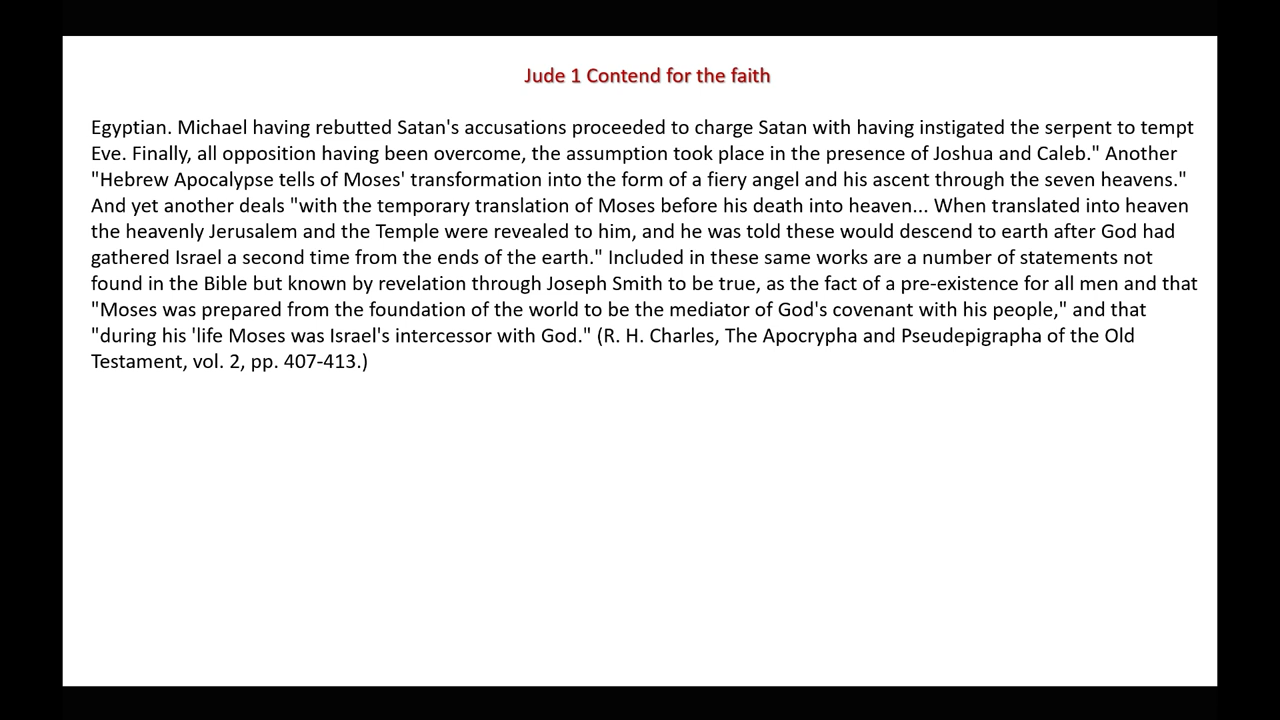 Jude 1 Contend for the faith
Egyptian. Michael having rebutted Satan's accusations proceeded to charge Satan with having instigated the serpent to tempt
Eve. Finally, all opposition having been overcome, the assumption took place in the presence of Joshua and Caleb." Another
"Hebrew Apocalypse tells of Moses' transformation into the form of a fiery angel and his ascent through the seven heavens."
And yet another deals "with the temporary translation of Moses before his death into heaven... When translated into heaven
the heavenly Jerusalem and the Temple were revealed to him, and he was told these would descend to earth after God had
gathered Israel a second time from the ends of the earth." Included in these same works are a number of statements not
found in the Bible but known by revelation through Joseph Smith to be true, as the fact of a pre-existence for all men and that
"Moses was prepared from the foundation of the world to be the mediator of God's covenant with his people," and that
"during his 'life Moses was Israel's intercessor with God." (R. H. Charles, The Apocrypha and Pseudepigrapha of the Old
Testament, vol. 2, pp. 407-413.)